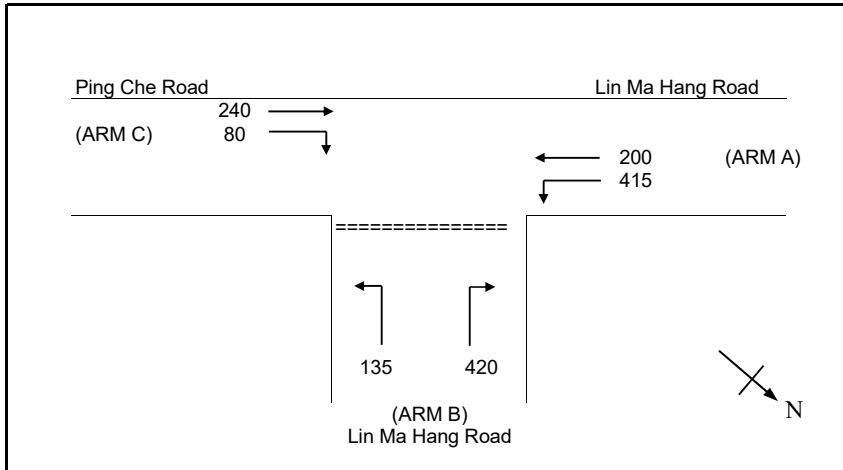 Ping Che Road
Lin Ma Hang Road
240
(ARM C)
80
200
(ARM A)
415
135
420
(ARM B)
Lin Ma Hang Road
N